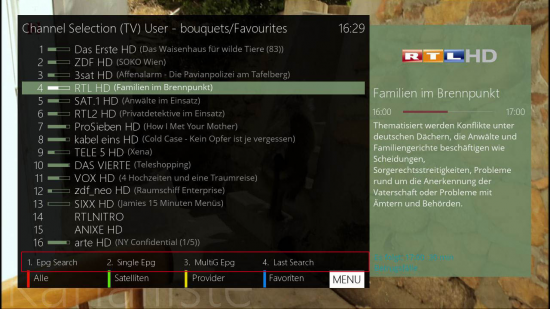 Channel Selection (TV) User - bouquets/Favourites 16:29
1 Das Erste HD (Das Waisenhaus für wilde Tiere (83))
2 ZDF HD (SOKO Wien)
3 3sat HD (Affenalarm - Die Pavianpolizei am Tafelberg)
4 RTL HD (Familien im Brennpunkt)
5 SAT.1 HD (Anwälte im Einsatz)
6 RTL2 HD (Privatdetektive im Einsatz)
7 ProSieben HD (How I Met Your Mother)
8 kabel eins HD (Cold Case - Kein Opfer ist je vergessen)
9 TELE 5 HD (Xena)
10 DAS VIERTE (Teleshopping)
11 VOX HD (4 Hochzeiten und eine Traumreise)
12 zdf_neo HD (Raumschiff Enterprise)
13 SIXX HD (Jamies 15 Minuten Menüs)
14 RTLNITRO
15 ANIXE HD
16 arte HD (NY Confidential (1/5))
RTL HD
Familien im Brennpunkt
16:00 17:00
Thematisiert werden Konflikte unter
deutschen Dächern, die Anwälte und
Familiengerichte beschäftigen wie
Scheidungen,
Sorgerechtsstreitigkeiten, Probleme
rund um die Anerkennung der
Vaterschaft oder Probleme mit
Ämtern und Behörden.
1. Epg Search 2. Single Epg 3. MultiG Epg 4. Last Search
Alle Satelliten Provider Favoriten MENU
Kanalliste